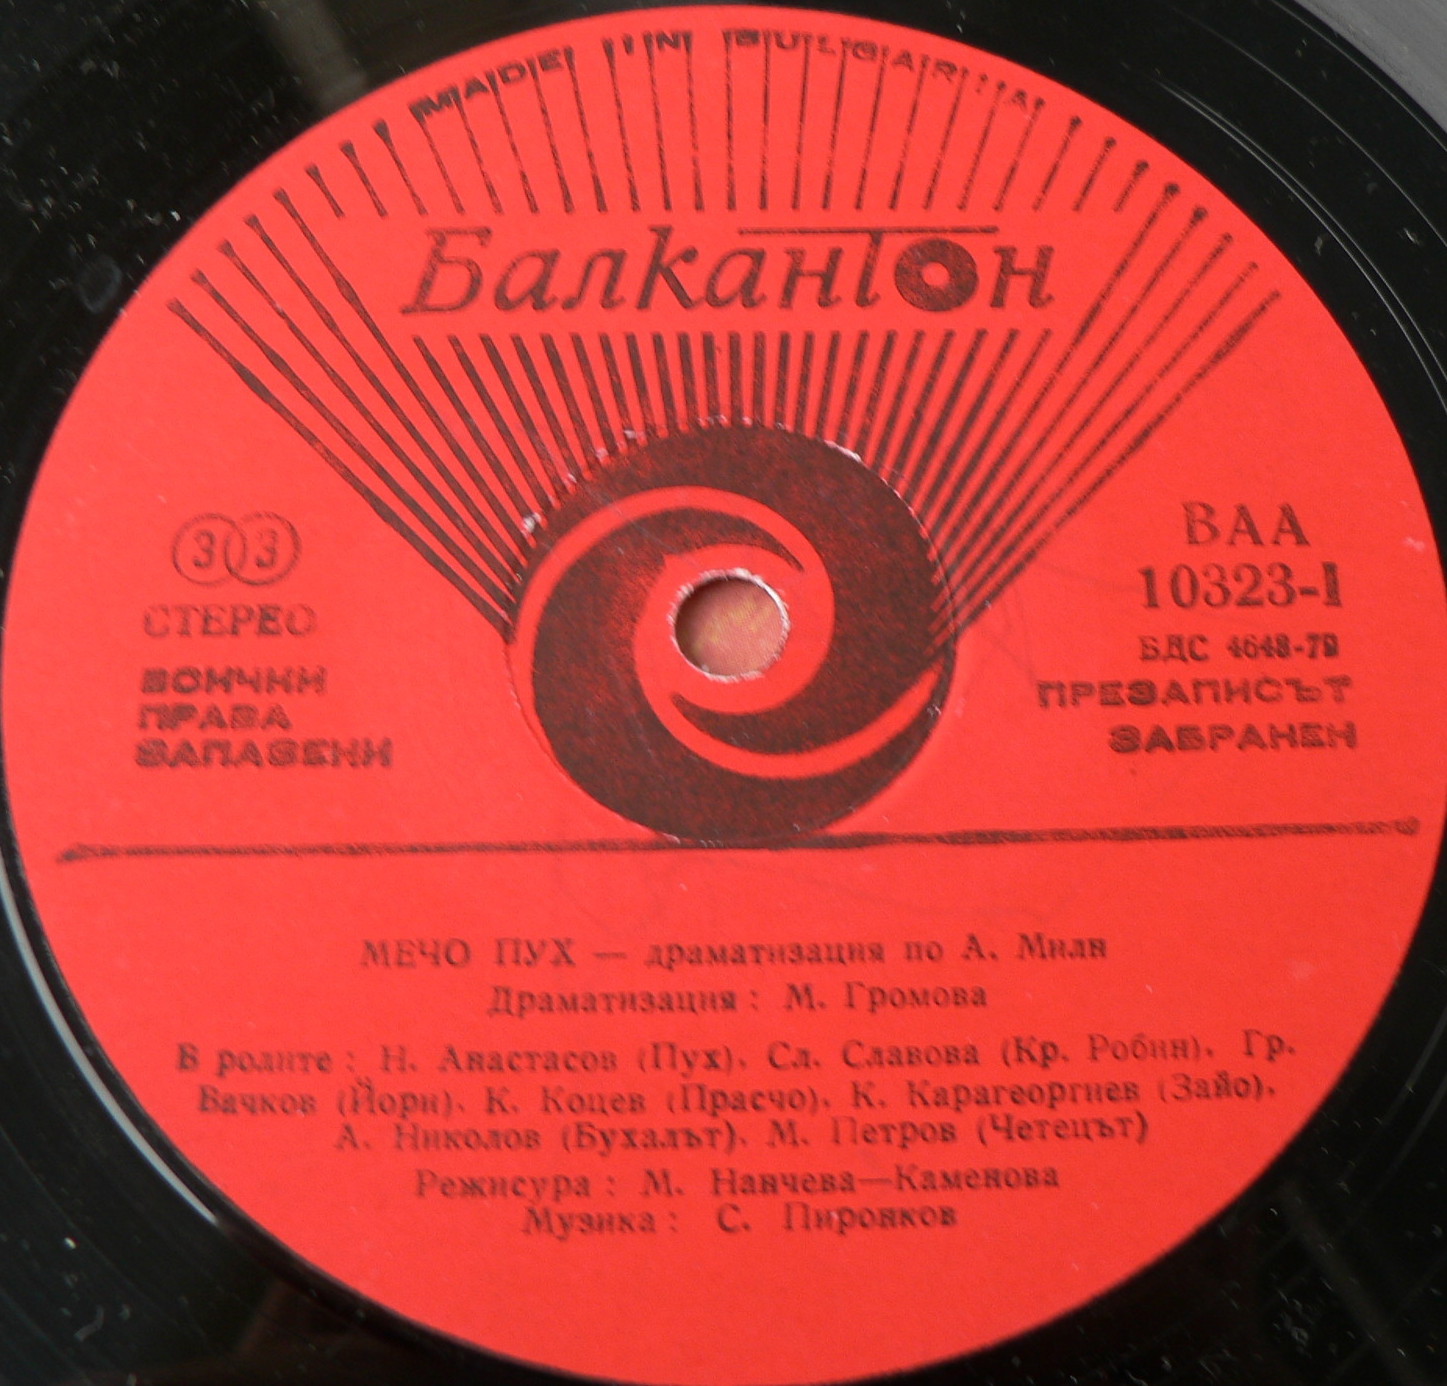 MADE IN BULGARIA
Балкантон
33
СТЕРЕО
ВСИЧКИ
ПРАВА
ЗАПАЗЕНИ
ВАА
10323-I
БДС 4648-79
ПРЕЗАПИСЪТ
ЗАБРАНЕН
МЕЧО ПУХ — драматизация по А. Милн
Драматизация: М. Громова
В ролите: Н. Анастасов (Пух), Сл. Славова (Кр. Робин), Гр.
Вачков (Йори), К. Коцев (Прасчо), К. Карагеоргиев (Зайо),
А. Николов (Бухалът), М. Петров (Четецът)
Режисура: М. Нанчева—Каменова
Музика: С. Пиронков